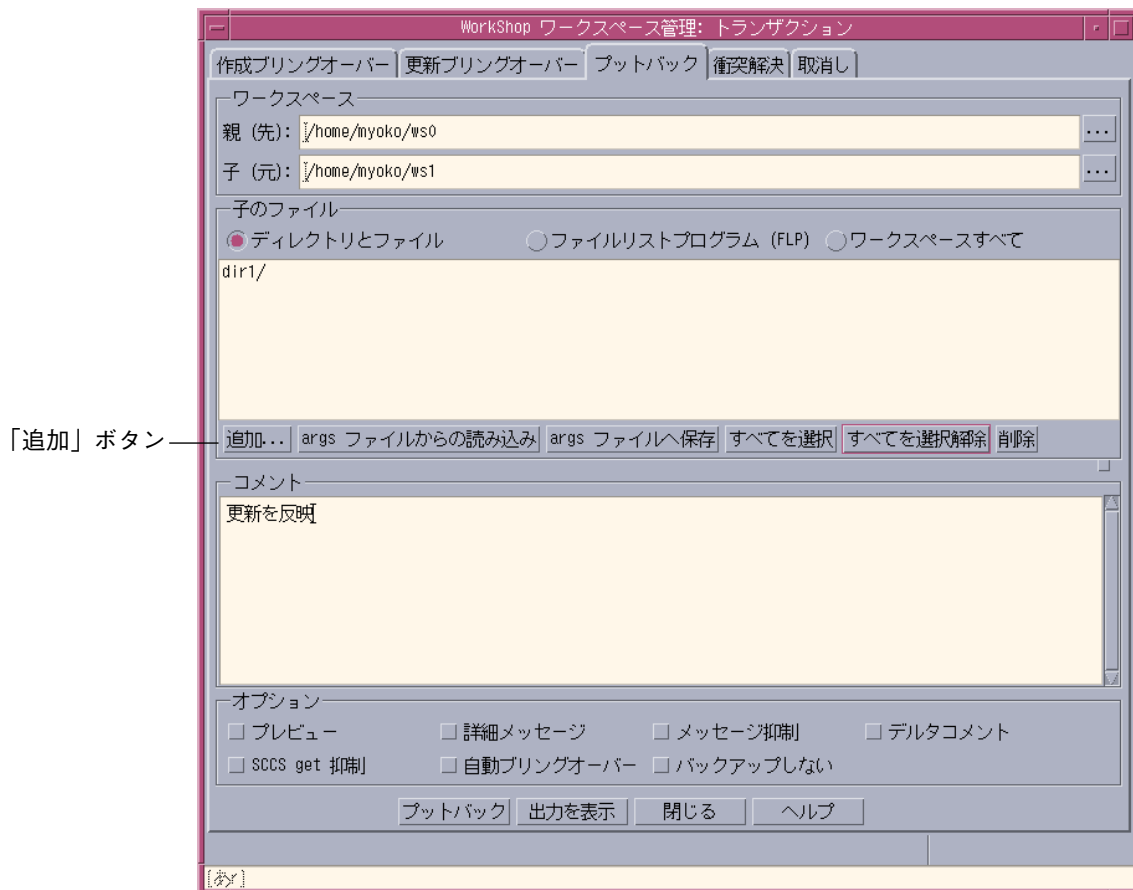 WorkShop ワークスペース管理: トランザクション
作成ブリングオーバー 更新ブリングオーバー プットバック 衝突解決 取消し
ワークスペース
親 (先): /home/myoko/ws0 ...
子 (元): /home/myoko/ws1 ...
子のファイル
ディレクトリとファイル ファイルリストプログラム (FLP) ワークスペースすべて
dir1/
「追加」ボタン 追加... args ファイルからの読み込み args ファイルへ保存 すべてを選択 すべてを選択解除 削除
コメント
更新を反映
オプション
プレビュー 詳細メッセージ メッセージ抑制 デルタコメント
SCCS get 抑制 自動ブリングオーバー バックアップしない
プットバック 出力を表示 閉じる ヘルプ